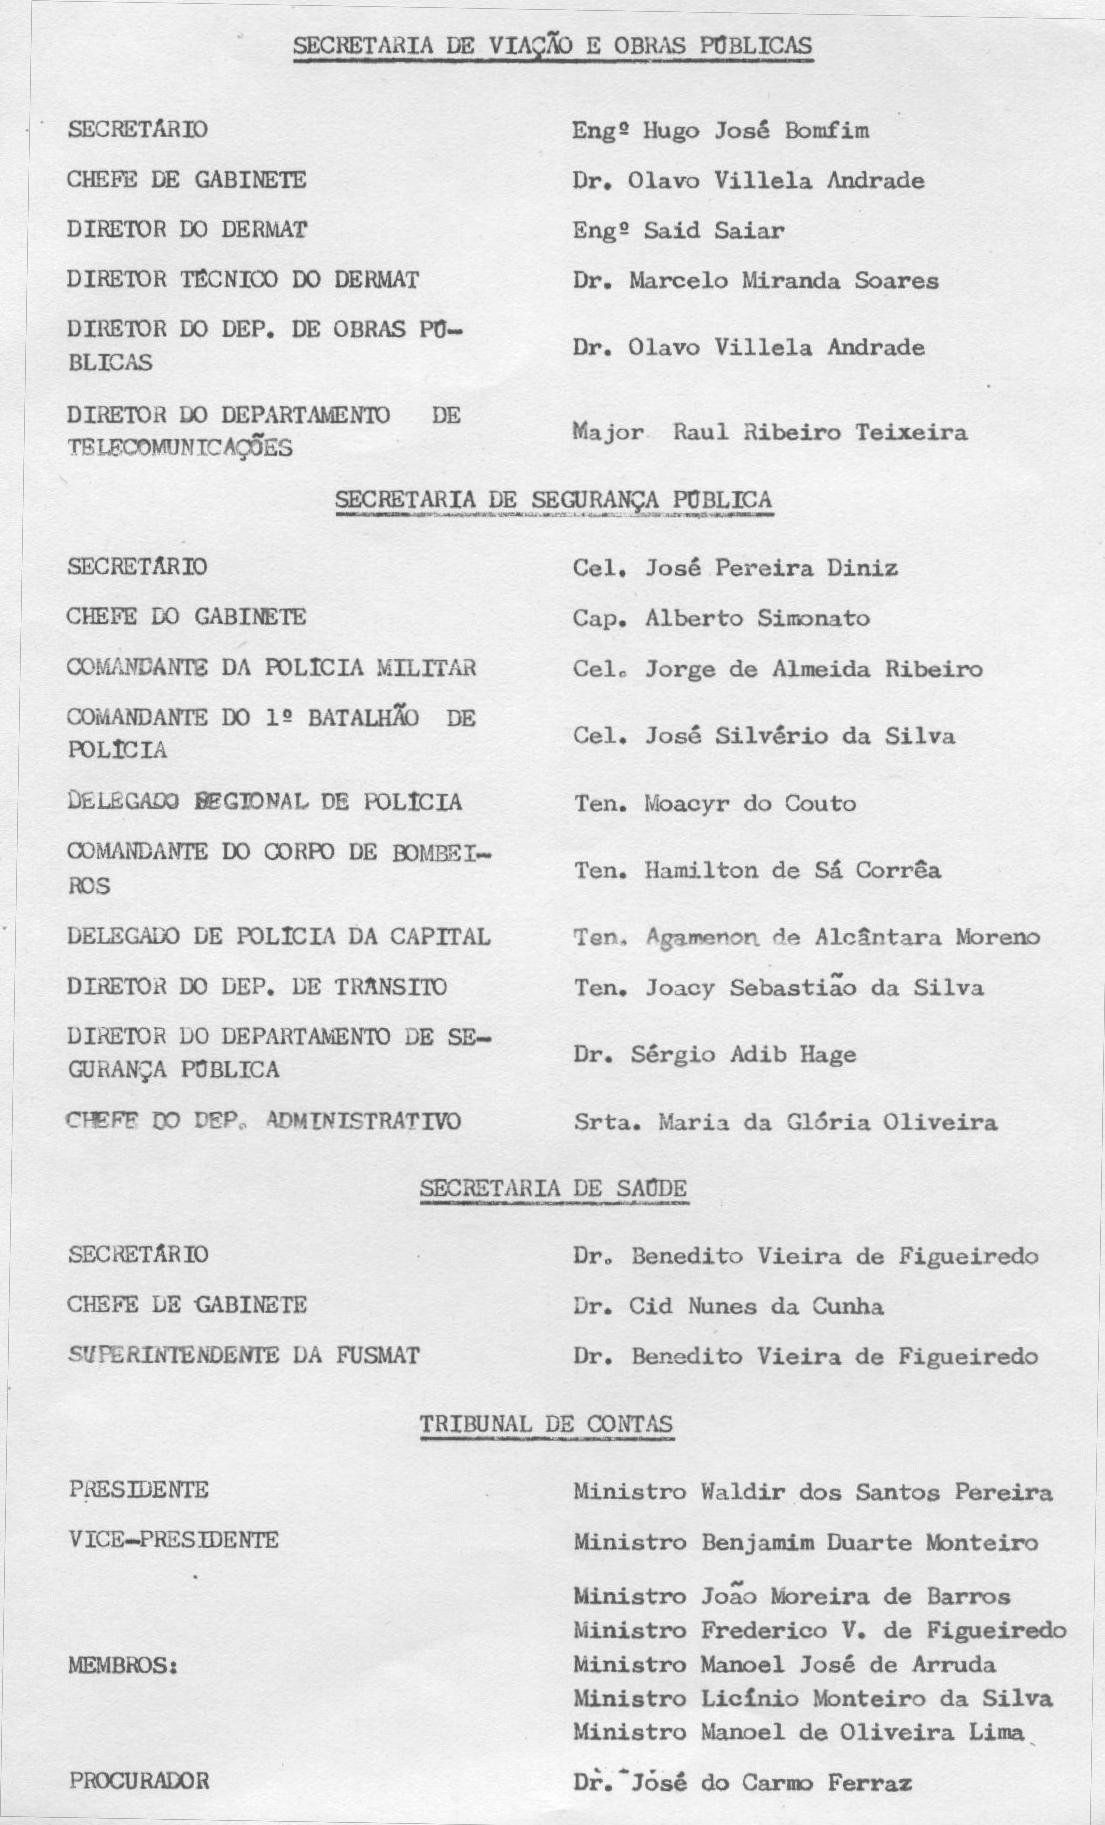 SECRETARIA DE VIAÇÃO E OBRAS PÚBLICAS
SECRETÁRIO Engº Hugo José Bomfim
CHEFE DE GABINETE Dr. Olavo Villela Andrade
DIRETOR DO DERMAT Engº Said Saiar
DIRETOR TÉCNICO DO DERMAT Dr. Marcelo Miranda Soares
DIRETOR DO DEP. DE OBRAS PÚ-
BLICAS Dr. Olavo Villela Andrade
DIRETOR DO DEPARTAMENTO DE
TELECOMUNICAÇÕES Major Raul Ribeiro Teixeira
SECRETARIA DE SEGURANÇA PÚBLICA
SECRETÁRIO Cel. José Pereira Diniz
CHEFE DO GABINETE Cap. Alberto Simonato
COMANDANTE DA POLÍCIA MILITAR Cel. Jorge de Almeida Ribeiro
COMANDANTE DO 1º BATALHÃO DE
POLÍCIA Cel. José Silvério da Silva
DELEGADO REGIONAL DE POLÍCIA Ten. Moacyr do Couto
COMANDANTE DO CORPO DE BOMBEI-
ROS Ten. Hamilton de Sá Corrêa
DELEGADO DE POLÍCIA DA CAPITAL Ten. Agamenon de Alcântara Moreno
DIRETOR DO DEP. DE TRÂNSITO Ten. Joacy Sebastião da Silva
DIRETOR DO DEPARTAMENTO DE SE-
GURANÇA PÚBLICA Dr. Sérgio Adib Hage
CHEFE DO DEP. ADMINISTRATIVO Srta. Maria da Glória Oliveira
SECRETARIA DE SAÚDE
SECRETÁRIO Dr. Benedito Vieira de Figueiredo
CHEFE DE GABINETE Dr. Cid Nunes da Cunha
SUPERINTENDENTE DA FUSMAT Dr. Benedito Vieira de Figueiredo
TRIBUNAL DE CONTAS
PRESIDENTE Ministro Waldir dos Santos Pereira
VICE-PRESIDENTE Ministro Benjamim Duarte Monteiro
Ministro João Moreira de Barros
Ministro Frederico V. de Figueiredo
MEMBROS: Ministro Manoel José de Arruda
Ministro Licínio Monteiro da Silva
Ministro Manoel de Oliveira Lima
PROCURADOR Dr. José do Carmo Ferraz